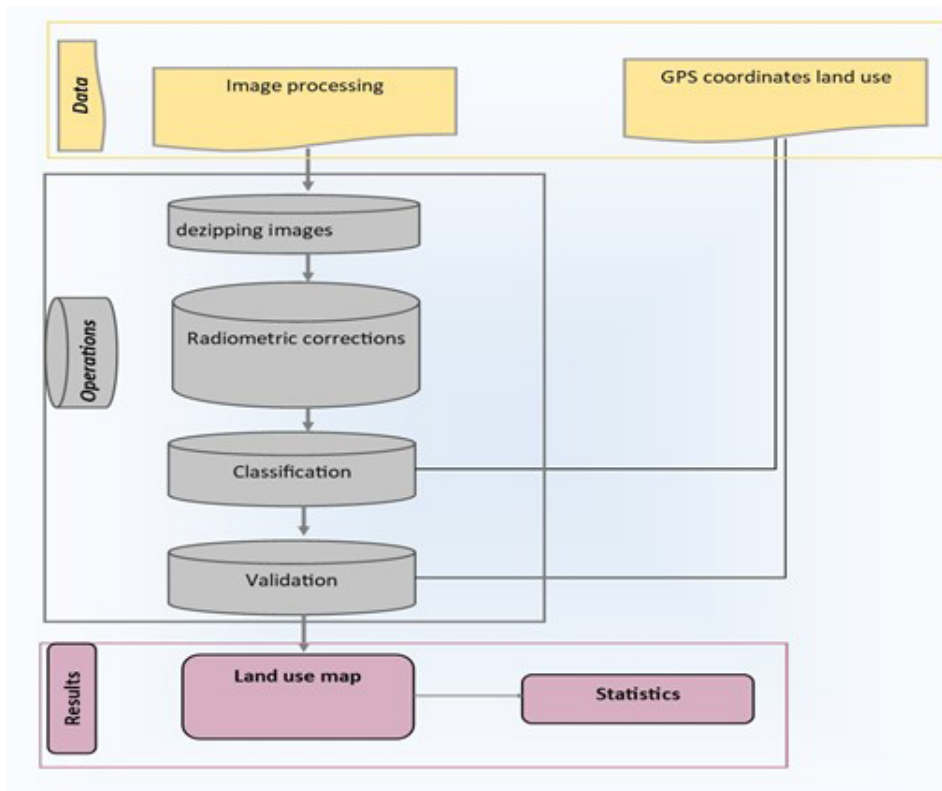 Data
Image processing
GPS coordinates land use
dezipping images
Operations
Radiometric corrections
Classification
Validation
Results
Land use map
Statistics